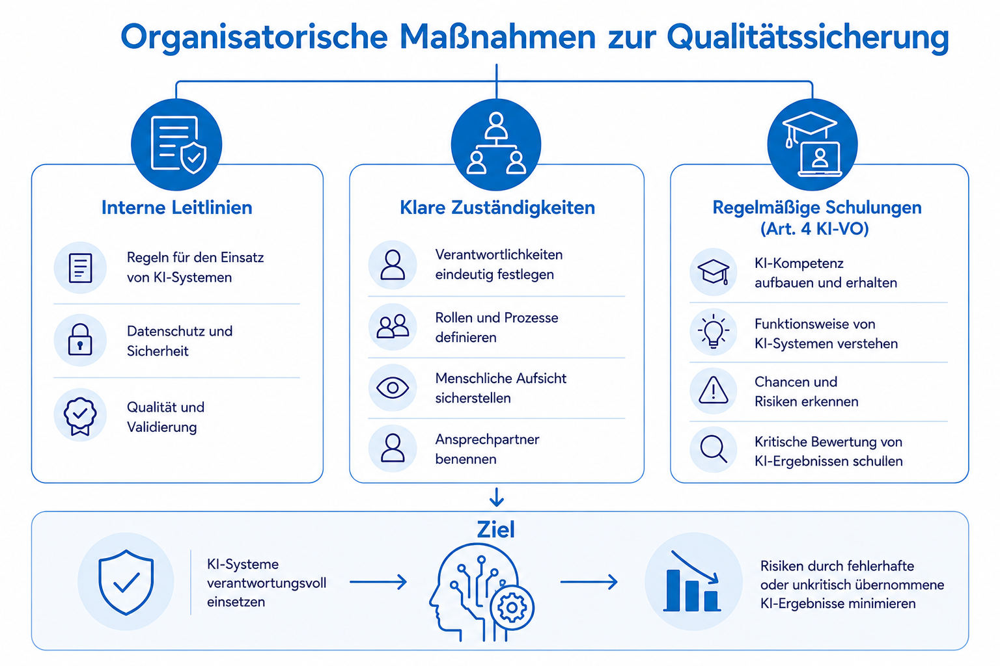 Organisatorische Maßnahmen zur Qualitätssicherung
Interne Leitlinien
Regeln für den Einsatz
von KI-Systemen
Datenschutz und
Sicherheit
Qualität und
Validierung
Klare Zuständigkeiten
Verantwortlichkeiten
eindeutig festlegen
Rollen und Prozesse
definieren
Menschliche Aufsicht
sicherstellen
Ansprechpartner
benennen
Regelmäßige Schulungen
(Art. 4 KI-VO)
KI-Kompetenz
aufbauen und erhalten
Funktionsweise von
KI-Systemen verstehen
Chancen und
Risiken erkennen
Kritische Bewertung von
KI-Ergebnissen schullen
Ziel
KI-Systeme
verantwortungsvoll
einsetzen
Risiken durch fehlerhafte
oder unkritisch übernommene
KI-Ergebnisse minimieren